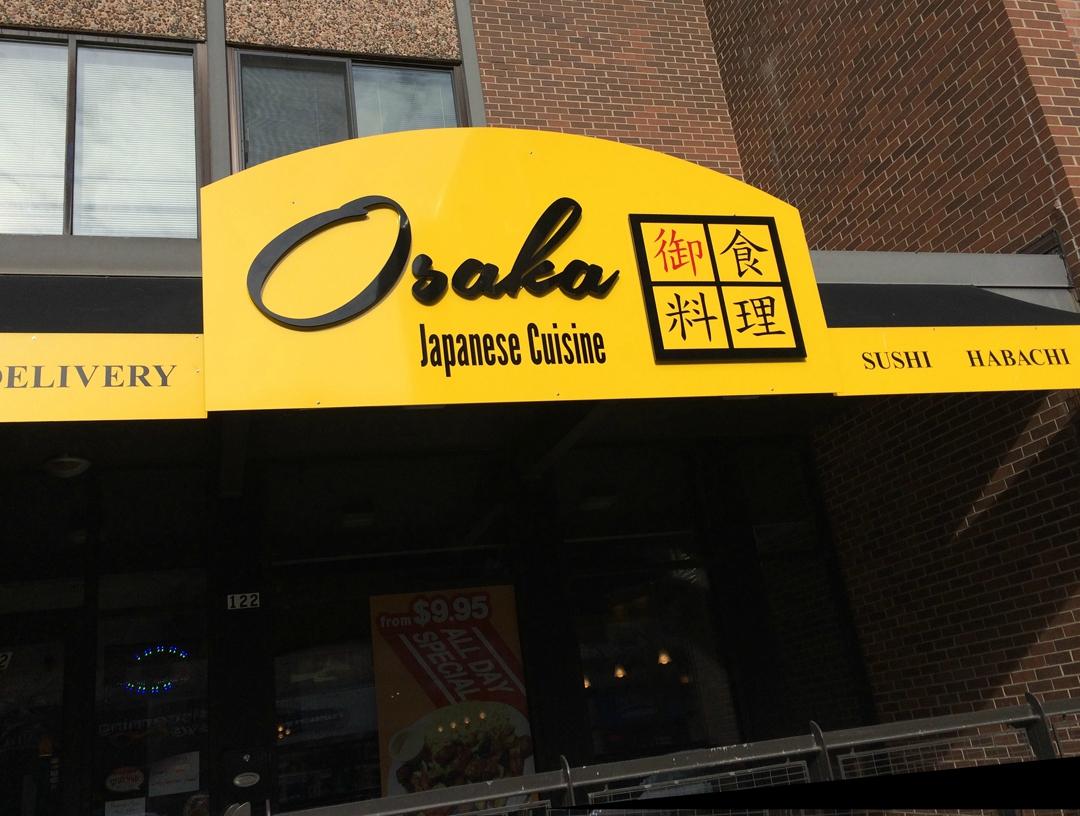 Osaka
Japanese Cuisine
御食
料理
DELIVERY
SUSHI HABACHI
122
from $9.95
ALL DAY
SPECIAL